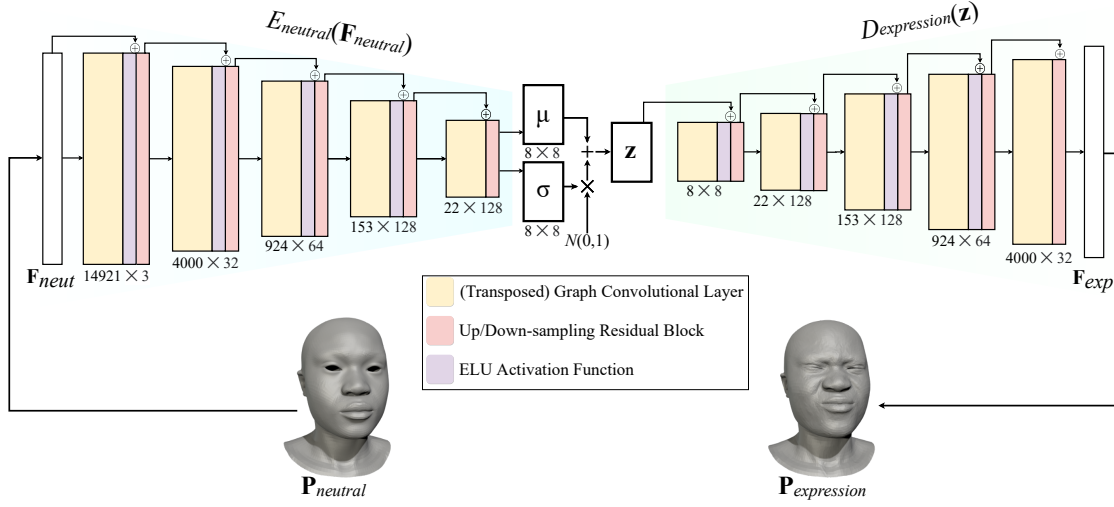 E_neutral(F_neutral)
D_expression(z)
μ
8 × 8
σ
8 × 8
+
×
N(0,1)
z
F_neut
14921 × 3
4000 × 32
924 × 64
153 × 128
22 × 128
8 × 8
22 × 128
153 × 128
924 × 64
4000 × 32
F_exp
(Transposed) Graph Convolutional Layer
Up/Down-sampling Residual Block
ELU Activation Function
P_neutral
P_expression